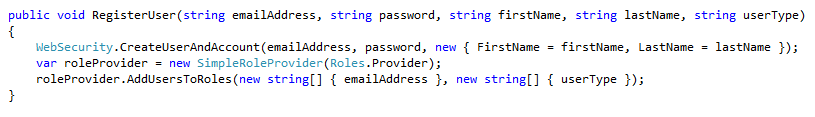 public void RegisterUser(string emailAddress, string password, string firstName, string lastName, string userType)
{
    WebSecurity.CreateUserAndAccount(emailAddress, password, new { FirstName = firstName, LastName = lastName });
    var roleProvider = new SimpleRoleProvider(Roles.Provider);
    roleProvider.AddUsersToRoles(new string[] { emailAddress }, new string[] { userType });
}